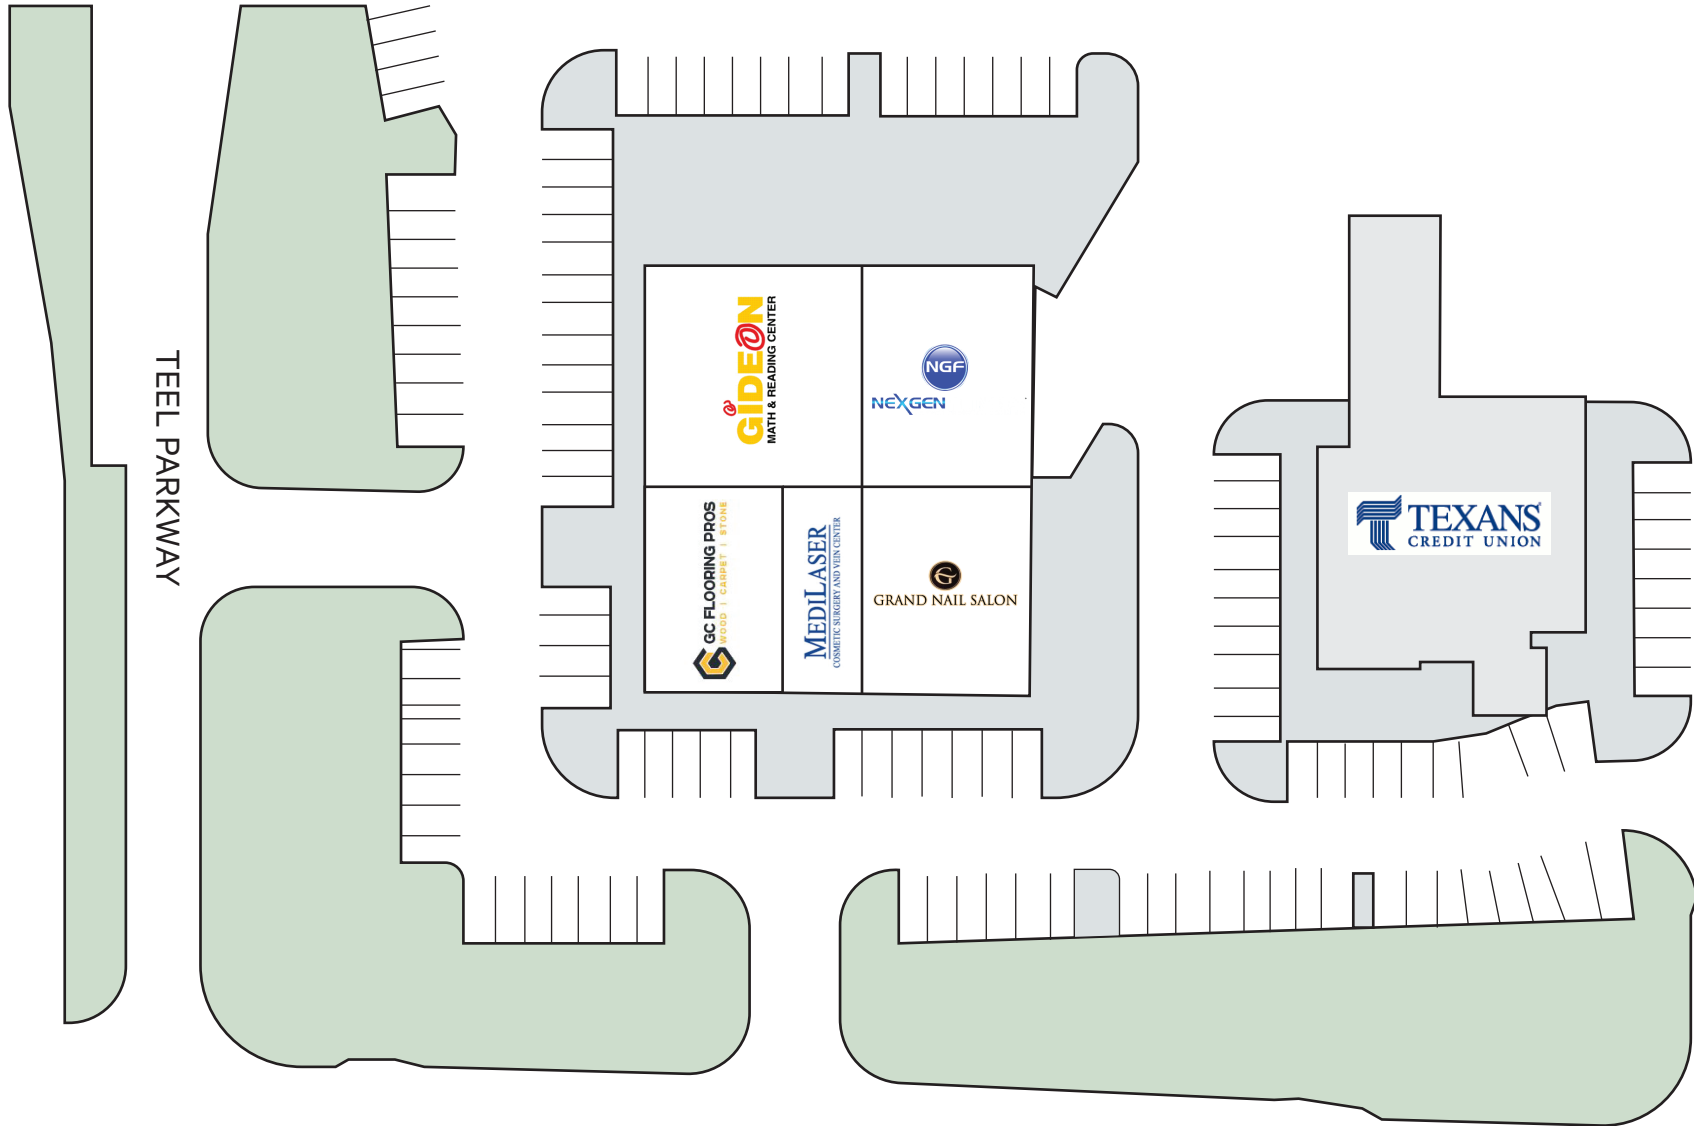 TEEL PARKWAY
GIDEON
MATH & READING CENTER
NGF
NEXGEN
GC FLOORING PROS
WOOD | CARPET | STONE
MEDILASER
COSMETIC SURGERY AND VEIN CENTER
G
GRAND NAIL SALON
TEXANS
CREDIT UNION